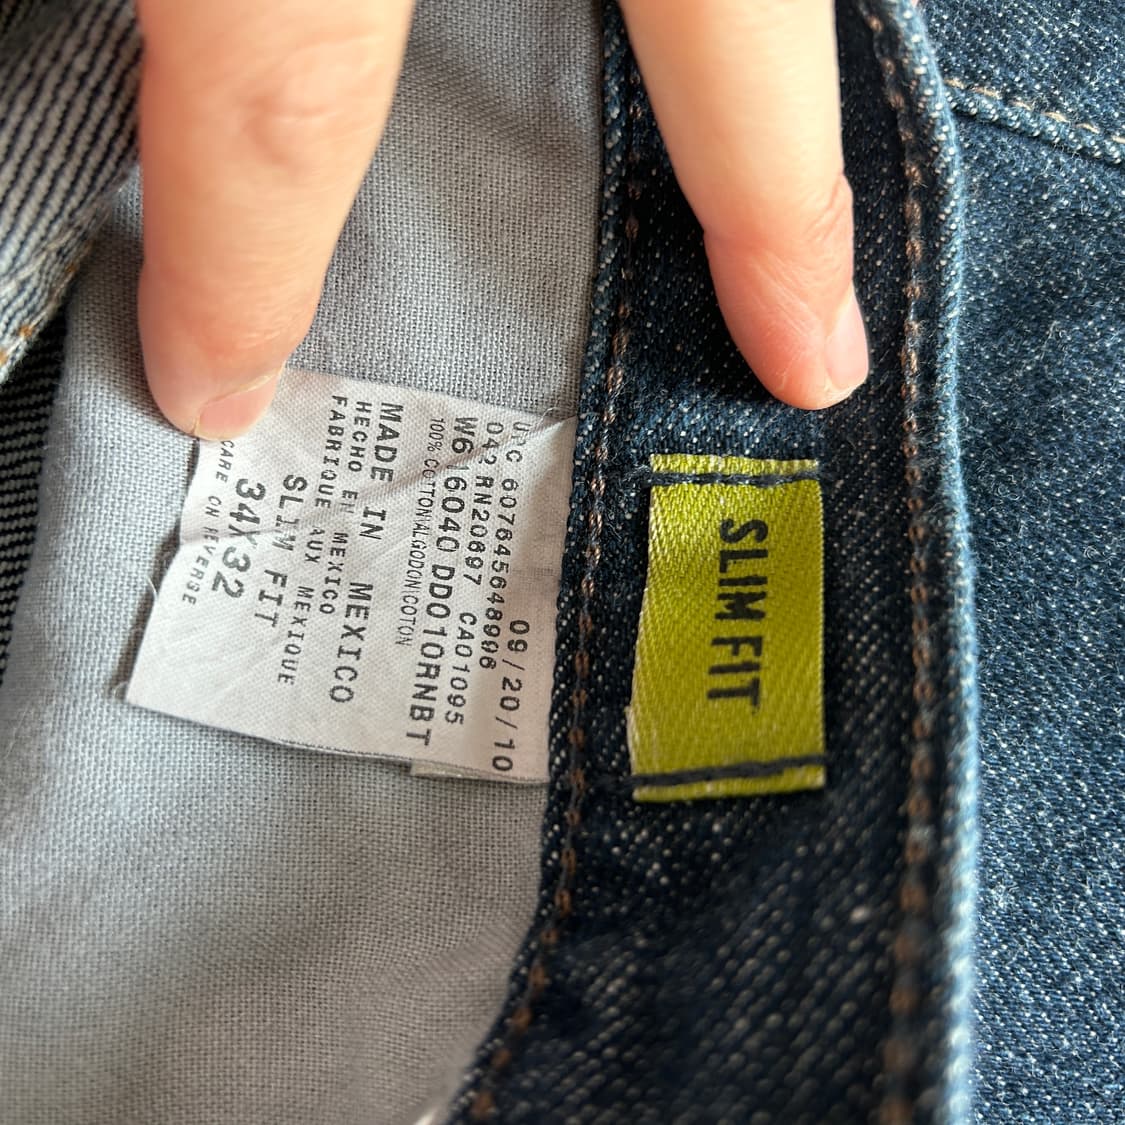 09/20/10
UPC 607645648996
042 RN20697 CA01095
W6 16040 DD010RNBT
100% COTTON/ALGODON/COTON
MADE IN MEXICO
HECHO EN MEXICO
FABRIQUE AUX MEXIQUE
SLIM FIT
34X32
CARE ON REVERSE
SLIM FIT